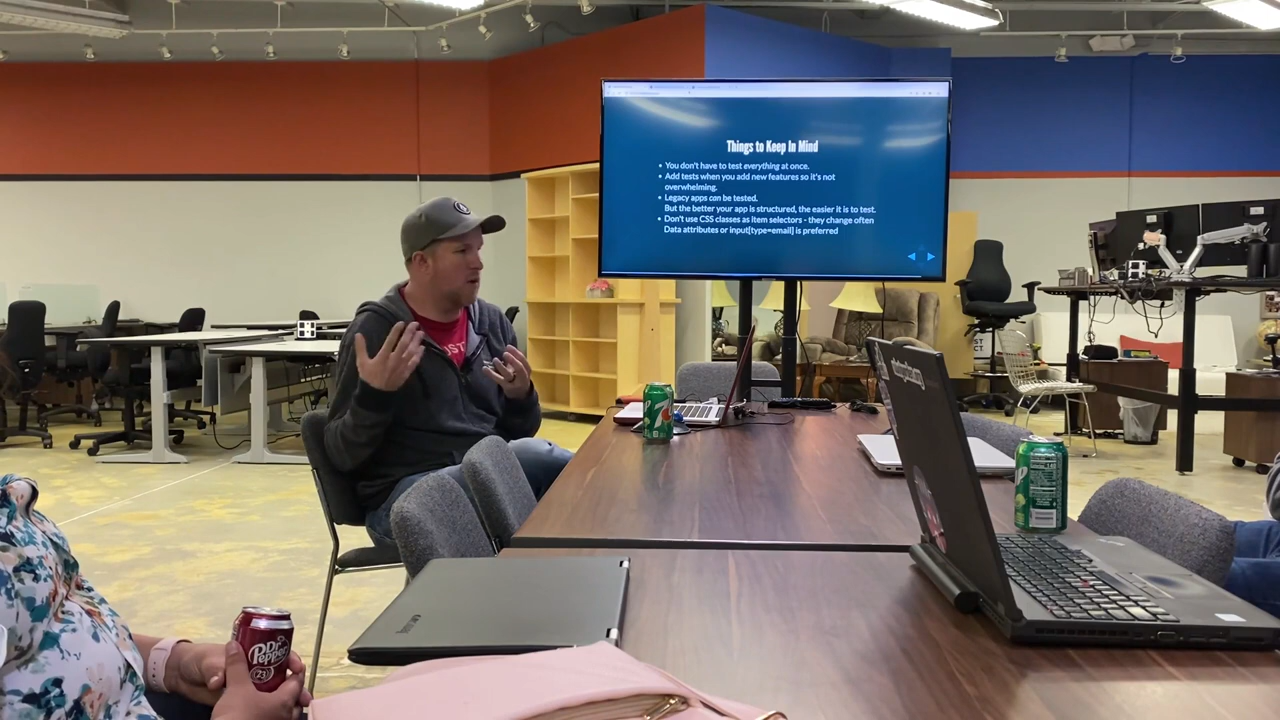 Things to Keep In Mind
• You don't have to test everything at once.
• Add tests when you add new features so it's not
overwhelming.
• Legacy apps can be tested.
But the better your app is structured, the easier it is to test.
• Don't use CSS classes as item selectors - they change often
Data attributes or input[type=email] is preferred
lenovo
Dr
Pepper
23